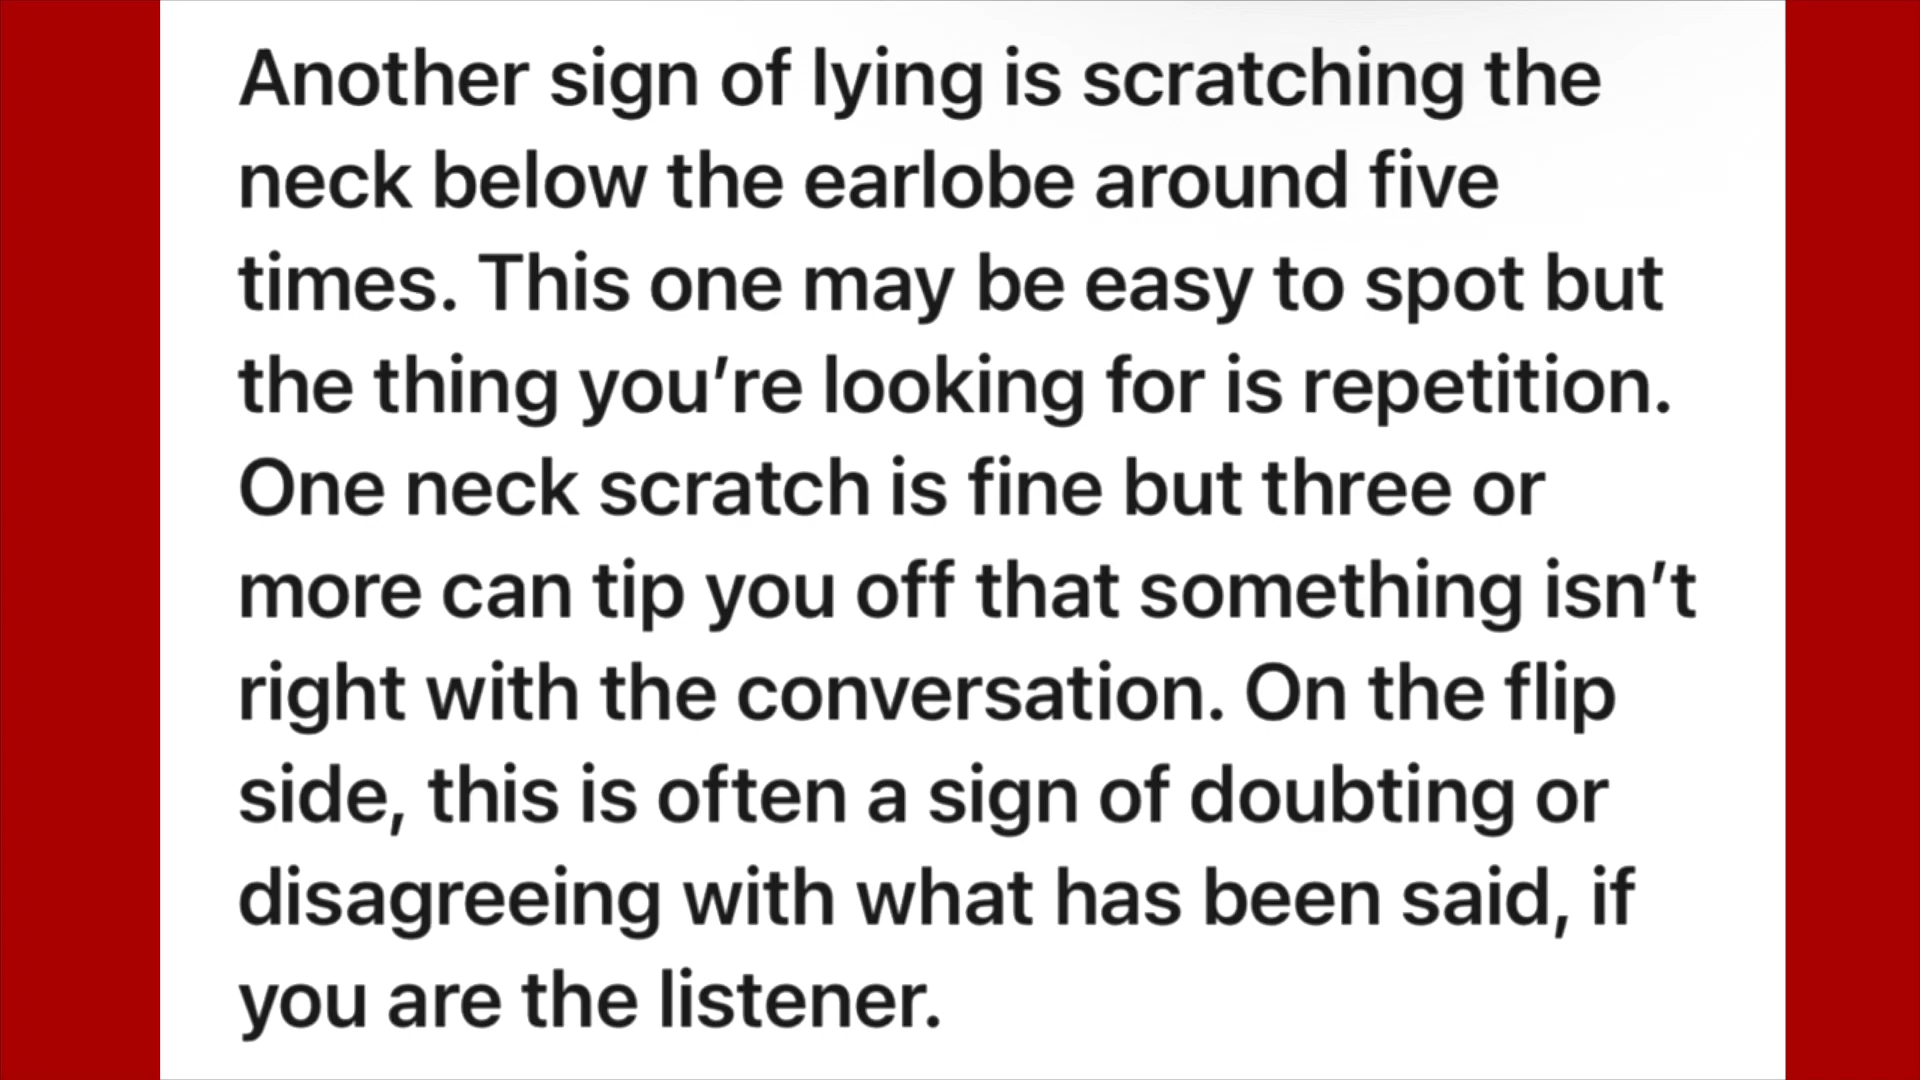 Another sign of lying is scratching the
neck below the earlobe around five
times. This one may be easy to spot but
the thing you’re looking for is repetition.
One neck scratch is fine but three or
more can tip you off that something isn’t
right with the conversation. On the flip
side, this is often a sign of doubting or
disagreeing with what has been said, if
you are the listener.